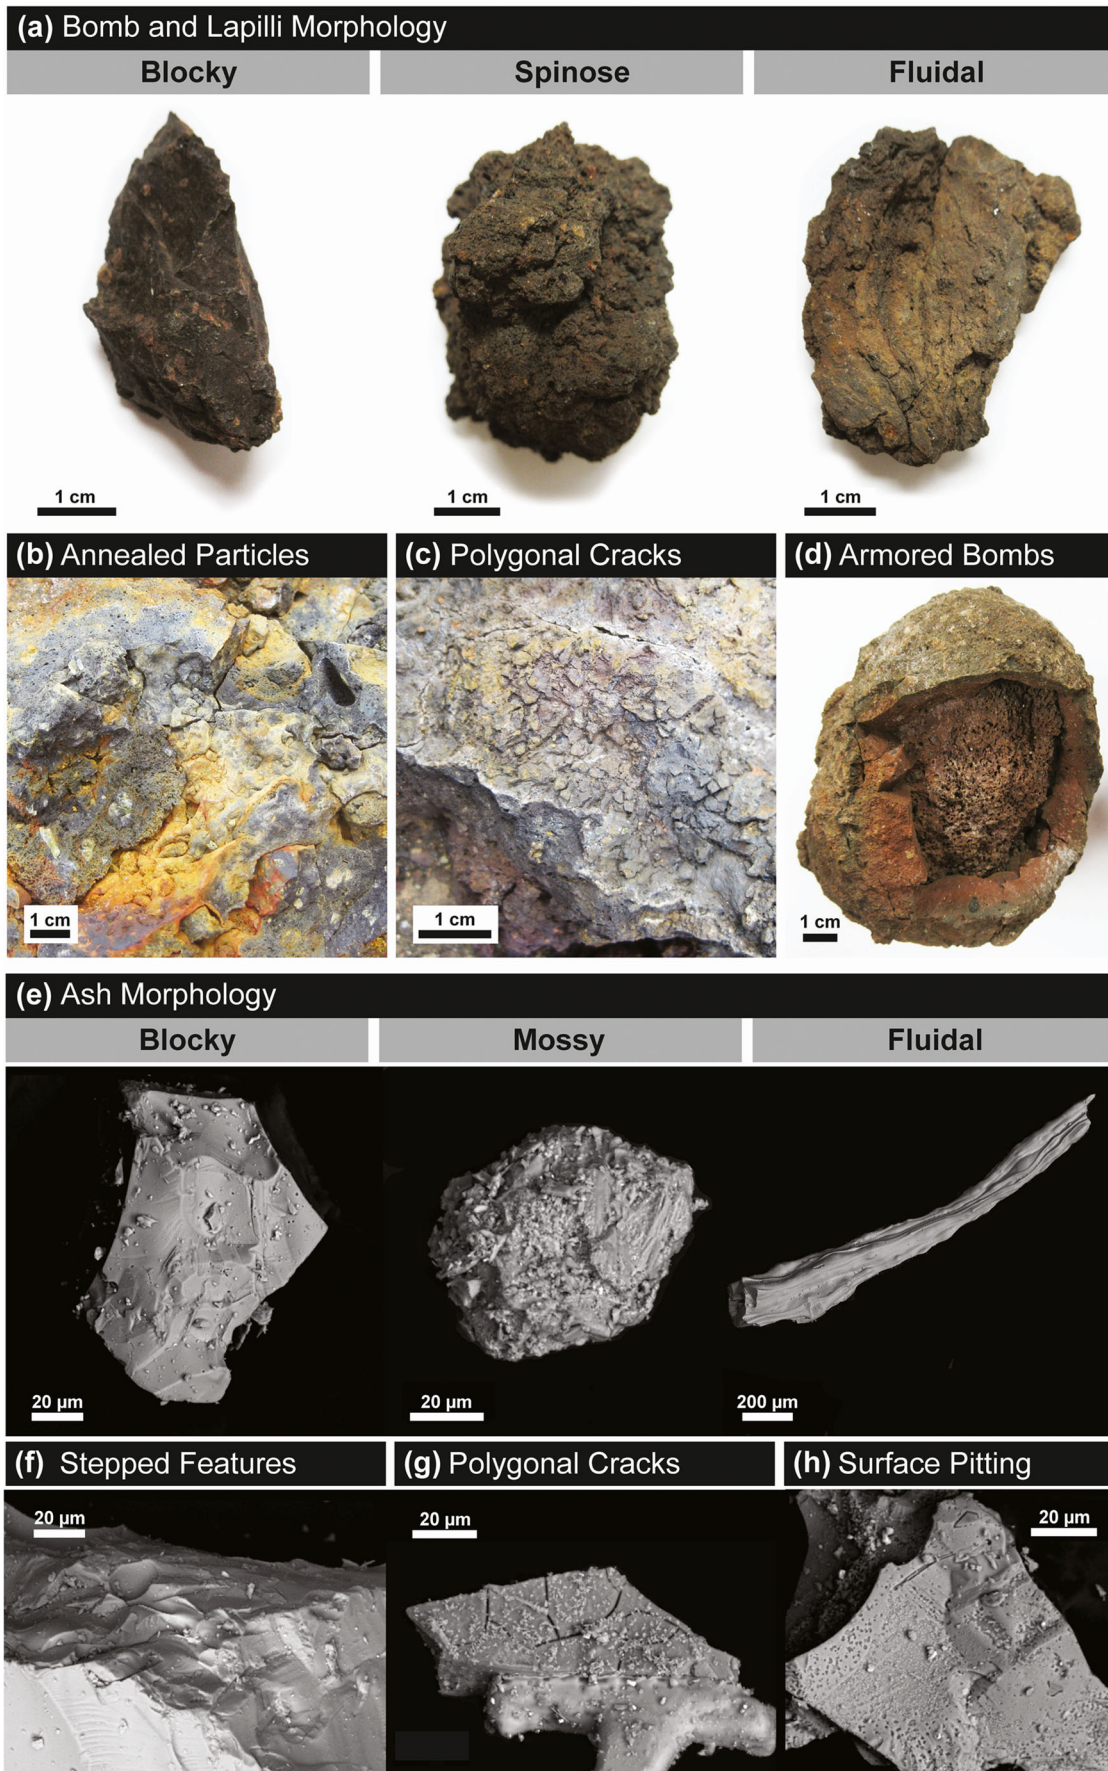 (a) Bomb and Lapilli Morphology
Blocky Spinose Fluidal
1 cm 1 cm 1 cm
(b) Annealed Particles (c) Polygonal Cracks (d) Armored Bombs
1 cm 1 cm 1 cm
(e) Ash Morphology
Blocky Mossy Fluidal
20 µm 20 µm 200 µm
(f) Stepped Features (g) Polygonal Cracks (h) Surface Pitting
20 µm 20 µm 20 µm